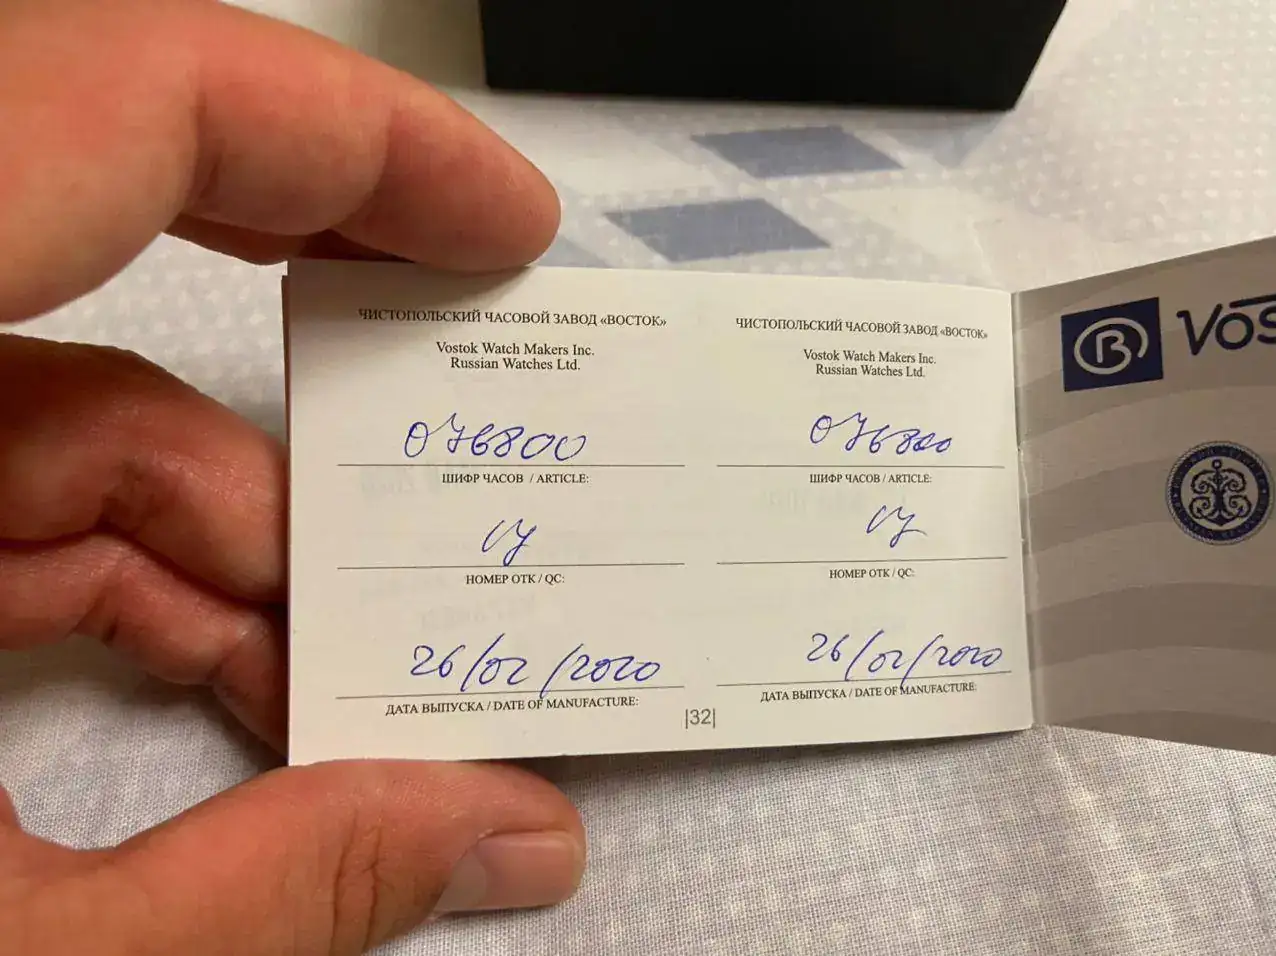 ЧИСТОПОЛЬСКИЙ ЧАСОВОЙ ЗАВОД «ВОСТОК»
Vostok Watch Makers Inc.
Russian Watches Ltd.
076800
ШИФР ЧАСОВ / ARTICLE:
НОМЕР ОТК / QC:
26/02/2020
ДАТА ВЫПУСКА / DATE OF MANUFACTURE:
ЧИСТОПОЛЬСКИЙ ЧАСОВОЙ ЗАВОД «ВОСТОК»
Vostok Watch Makers Inc.
Russian Watches Ltd.
076800
ШИФР ЧАСОВ / ARTICLE:
НОМЕР ОТК / QC:
26/02/2020
ДАТА ВЫПУСКА / DATE OF MANUFACTURE:
|32|
B
Vos